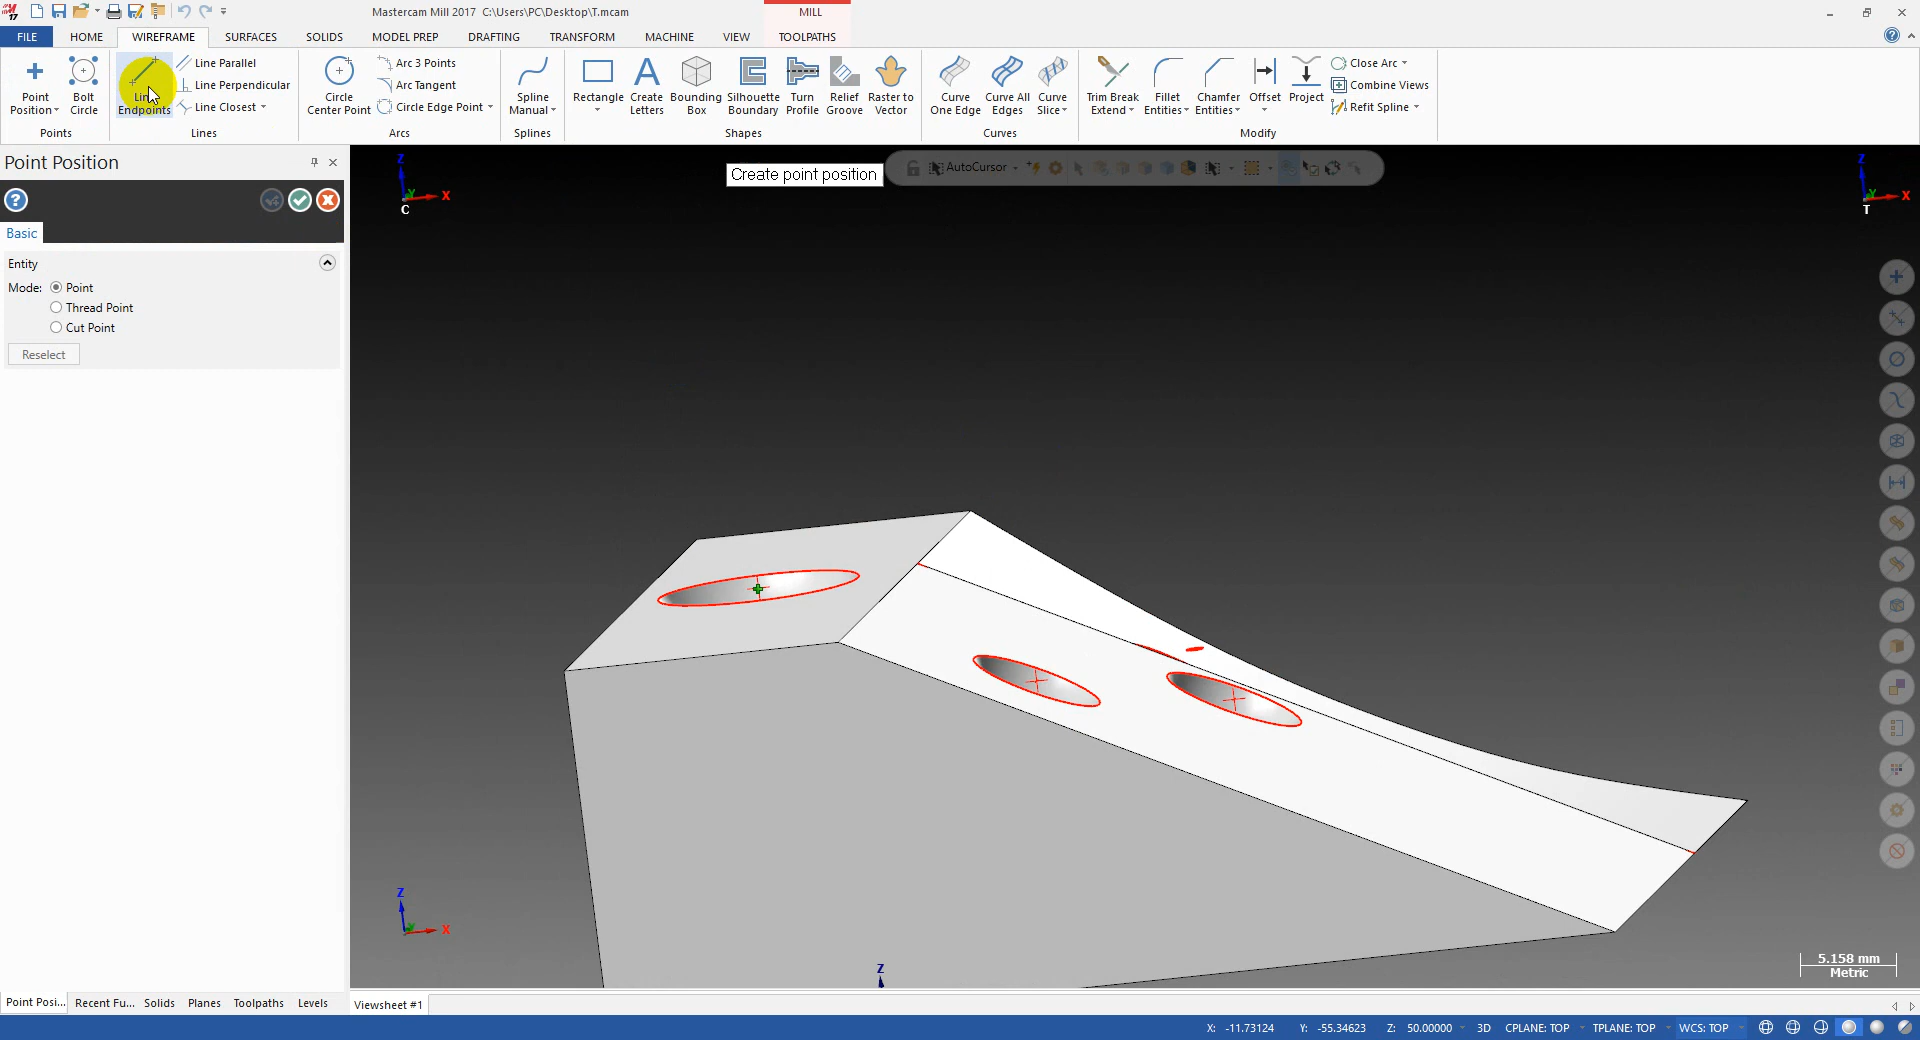 17
Mastercam Mill 2017  C:\Users\PC\Desktop\T.mcam
MILL
FILE HOME WIREFRAME SURFACES SOLIDS MODEL PREP DRAFTING TRANSFORM MACHINE VIEW TOOLPATHS
Point Position
Bolt Circle
Points
Endpoints
Line Parallel
Line Perpendicular
Line Closest
Lines
Circle Center Point
Arc 3 Points
Arc Tangent
Circle Edge Point
Arcs
Spline Manual
Splines
Rectangle
Create Letters
Bounding Box
Silhouette Boundary
Turn Profile
Relief Groove
Raster to Vector
Shapes
Curve One Edge
Curve All Edges
Curve Slice
Curves
Trim Break Extend
Fillet Entities
Chamfer Entities
Offset
Project
Close Arc
Combine Views
Refit Spline
Modify
Point Position
Basic
Entity
Mode: Point
Thread Point
Cut Point
Reselect
Create point position
AutoCursor
Z
Y X
C
Z
Y X
T
Z
Y X
Z
5.158 mm
Metric
Point Posi... Recent Fu... Solids Planes Toolpaths Levels
Viewsheet #1
X: -11.73124 Y: -55.34623 Z: 50.00000 3D CPLANE: TOP TPLANE: TOP WCS: TOP